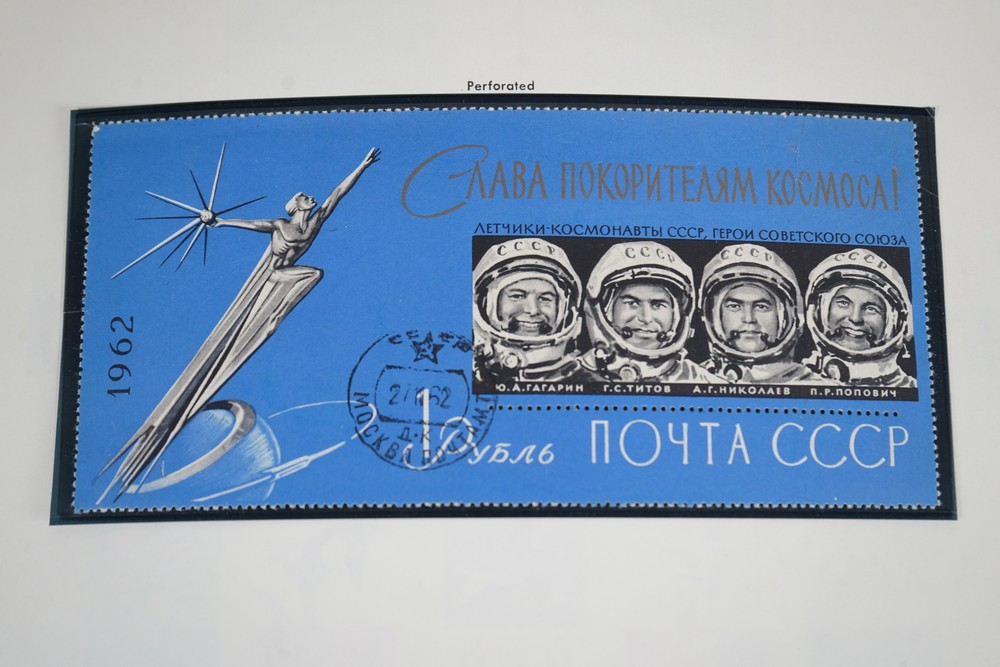 Perforated
СЛАВА ПОКОРИТЕЛЯМ КОСМОСА!
ЛЕТЧИКИ-КОСМОНАВТЫ СССР, ГЕРОИ СОВЕТСКОГО СОЮЗА
СССР СССР СССР СССР
Ю.А.ГАГАРИН Г.С.ТИТОВ А.Г.НИКОЛАЕВ П.Р.ПОПОВИЧ
1962
МОСКВА
Д-К
1 РУБЛЬ ПОЧТА СССР